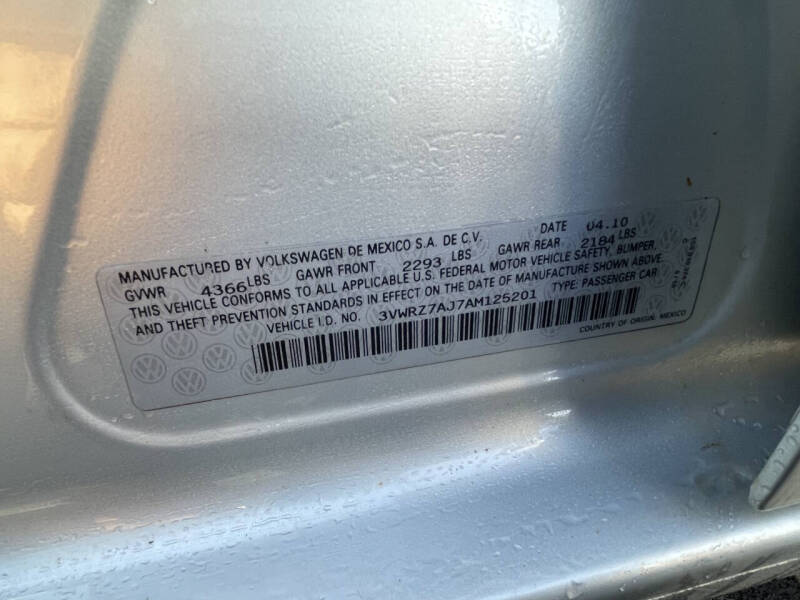 MANUFACTURED BY VOLKSWAGEN DE MEXICO S.A. DE C.V. DATE 04.10
GVWR 4366 LBS GAWR FRONT 2293 LBS GAWR REAR 2184 LBS
THIS VEHICLE CONFORMS TO ALL APPLICABLE U.S. FEDERAL MOTOR VEHICLE SAFETY, BUMPER,
AND THEFT PREVENTION STANDARDS IN EFFECT ON THE DATE OF MANUFACTURE SHOWN ABOVE.
VEHICLE I.D. NO. 3VWRZ7AJ7AM125201 TYPE: PASSENGER CAR
COUNTRY OF ORIGIN: MEXICO